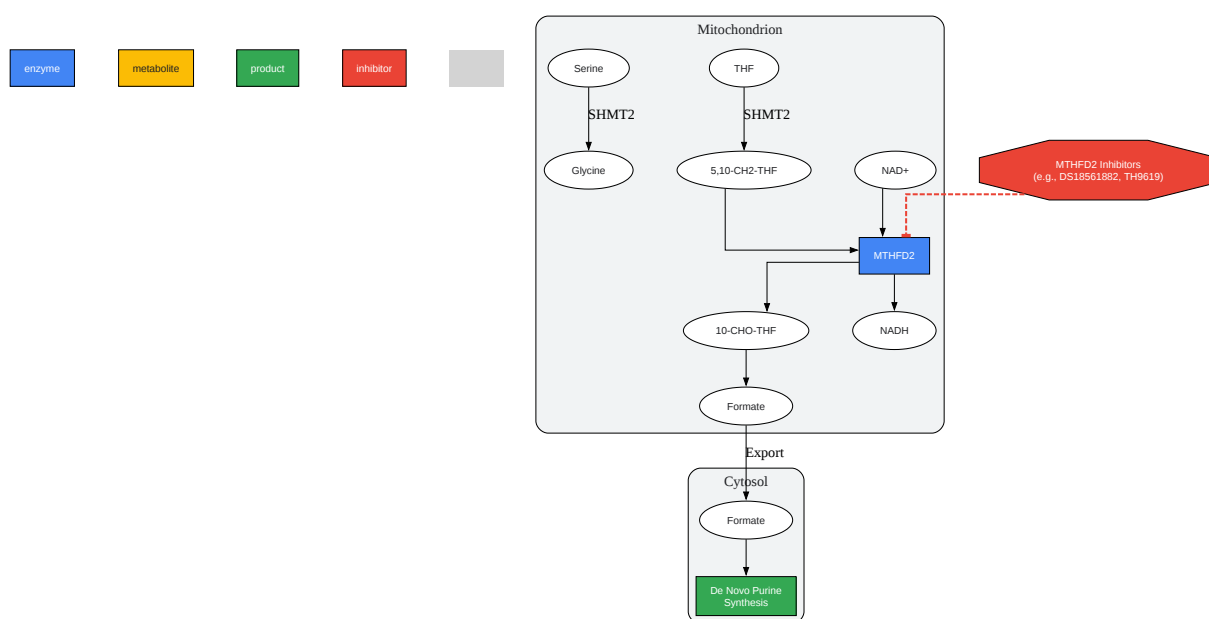 Mitochondrion
enzyme
metabolite
product
inhibitor
Serine
THF
SHMT2
SHMT2
Glycine
5,10-CH2-THF
NAD+
MTHFD2 Inhibitors
(e.g., DS18561882, TH9619)
MTHFD2
10-CHO-THF
NADH
Formate
Export
Cytosol
Formate
De Novo Purine
Synthesis